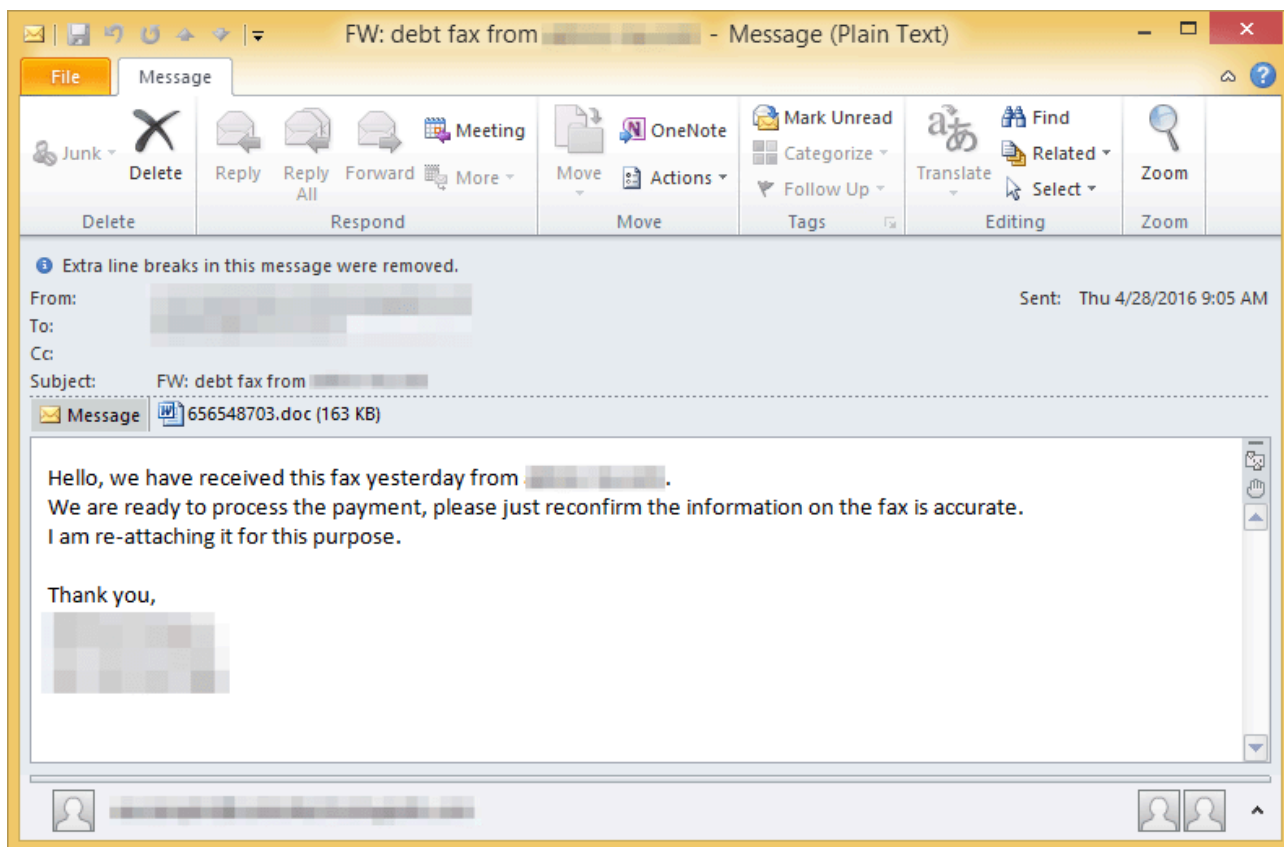 FW: debt fax from - Message (Plain Text)
File Message
Junk
Delete
Reply
Reply All
Forward
Meeting
More
Move
OneNote
Actions
Mark Unread
Categorize
Follow Up
Translate
Find
Related
Select
Zoom
Delete Respond Move Tags Editing Zoom
Extra line breaks in this message were removed.
From: Sent: Thu 4/28/2016 9:05 AM
To:
Cc:
Subject: FW: debt fax from
Message 656548703.doc (163 KB)
Hello, we have received this fax yesterday from .
We are ready to process the payment, please just reconfirm the information on the fax is accurate.
I am re-attaching it for this purpose.
Thank you,